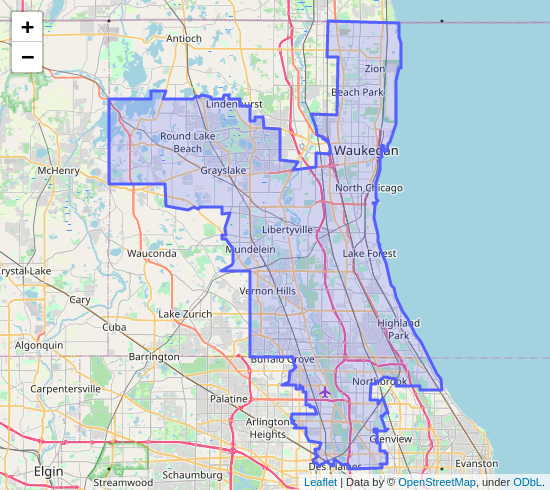 +
−
Antioch
Zion
Beach Park
Lindenhurst
Round Lake
Beach
Waukegan
McHenry
Grayslake
North Chicago
Libertyville
Wauconda
Mundelein
Lake Forest
Crystal Lake
Vernon Hills
Cary
Lake Zurich
Cuba
Highland
Park
Algonquin
Barrington
Buffalo Grove
Carpentersville
Northbrook
Palatine
Arlington
Heights
Glenview
Elgin
Des Plaines
Evanston
Schaumburg
Streamwood
Leaflet | Data by © OpenStreetMap, under ODbL.